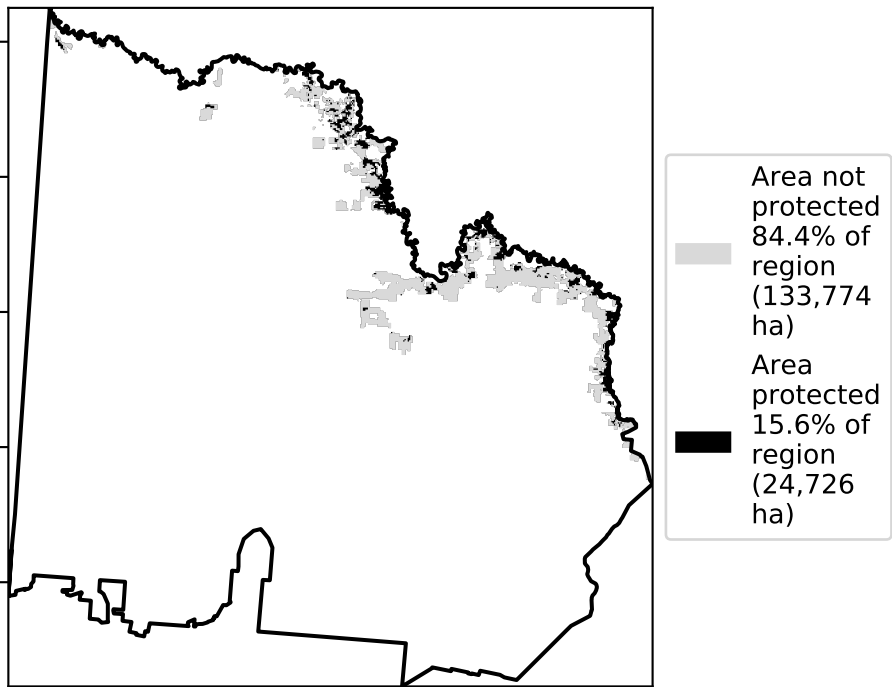 Area not
protected
84.4% of
region
(133,774
ha)
Area
protected
15.6% of
region
(24,726
ha)